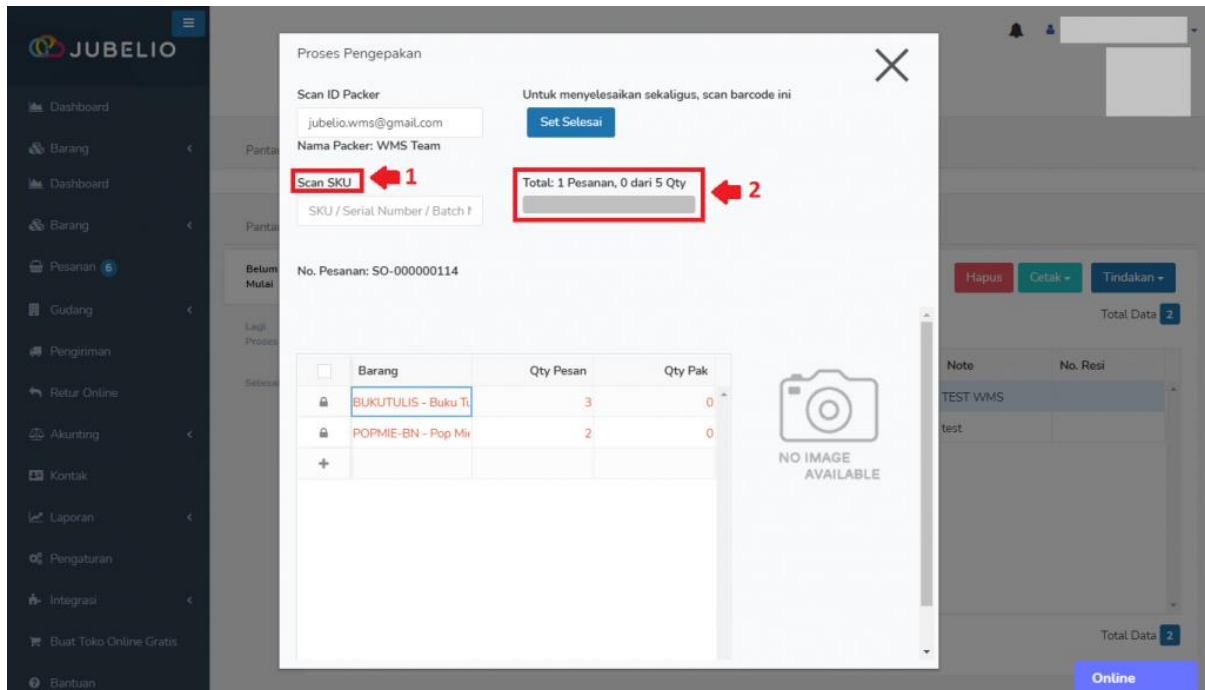 JUBELIO
Dashboard
Barang
Dashboard
Barang
Pesanan 6
Gudang
Pengiriman
Retur Online
Akunting
Kontak
Laporan
Pengaturan
Integrasi
Buat Toko Online Gratis
Bantuan
Proses Pengepakan
Scan ID Packer
jubelio.wms@gmail.com
Nama Packer: WMS Team
Untuk menyelesaikan sekaligus, scan barcode ini
Set Selesai
Scan SKU
1
SKU / Serial Number / Batch
Total: 1 Pesanan, 0 dari 5 Qty
2
No. Pesanan: SO-000000114
Barang Qty Pesan Qty Pak
BUKUTULIS - Buku Tu 3 0
POPMIE-BN - Pop Mie 2 0
NO IMAGE
AVAILABLE
Belum
Mulai
Lagi
Proses
Hapus Cetak Tindakan
Total Data 2
Note No. Resi
TEST WMS
test
Total Data 2
Online